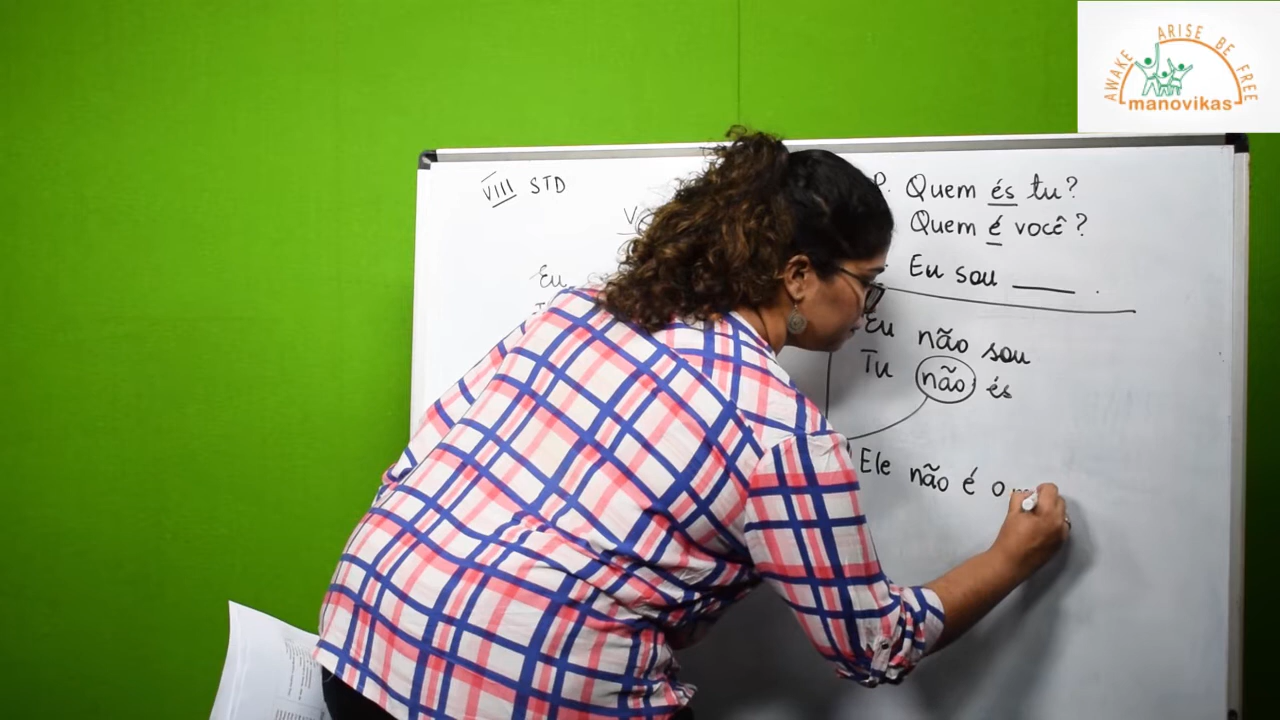 AWAKE ARISE BE FREE
manovikas
VIII STD
P. Quem és tu?
Quem é você?
Eu sou ____ .
Eu não sou
Tu não és
Ele não é o
Eu